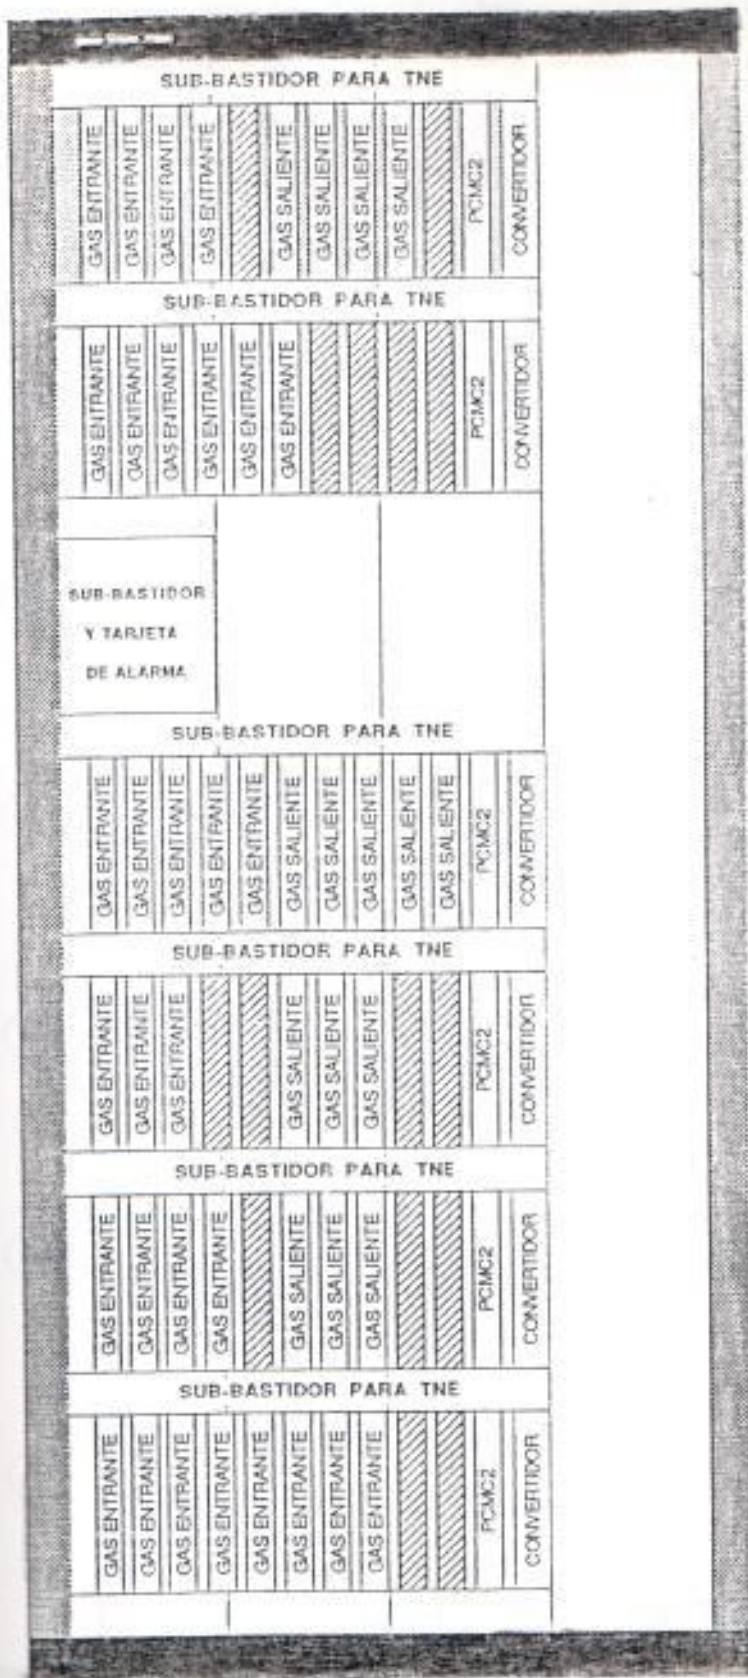 SUB-BASTIDOR PARA TNE
GAS ENTRANTE
GAS ENTRANTE
GAS ENTRANTE
GAS ENTRANTE
GAS SALIENTE
GAS SALIENTE
GAS SALIENTE
GAS SALIENTE
PCMC2
CONVERTIDOR
SUB-BASTIDOR PARA TNE
GAS ENTRANTE
GAS ENTRANTE
GAS ENTRANTE
GAS ENTRANTE
GAS ENTRANTE
GAS ENTRANTE
PCMC2
CONVERTIDOR
SUB-BASTIDOR
Y TARJETA
DE ALARMA
SUB-BASTIDOR PARA TNE
GAS ENTRANTE
GAS ENTRANTE
GAS ENTRANTE
GAS ENTRANTE
GAS ENTRANTE
GAS SALIENTE
GAS SALIENTE
GAS SALIENTE
GAS SALIENTE
GAS SALIENTE
PCMC2
CONVERTIDOR
SUB-BASTIDOR PARA TNE
GAS ENTRANTE
GAS ENTRANTE
GAS ENTRANTE
GAS SALIENTE
GAS SALIENTE
GAS SALIENTE
PCMC2
CONVERTIDOR
SUB-BASTIDOR PARA TNE
GAS ENTRANTE
GAS ENTRANTE
GAS ENTRANTE
GAS ENTRANTE
GAS SALIENTE
GAS SALIENTE
GAS SALIENTE
PCMC2
CONVERTIDOR
SUB-BASTIDOR PARA TNE
GAS ENTRANTE
GAS ENTRANTE
GAS ENTRANTE
GAS ENTRANTE
GAS ENTRANTE
GAS ENTRANTE
GAS ENTRANTE
GAS ENTRANTE
PCMC2
CONVERTIDOR